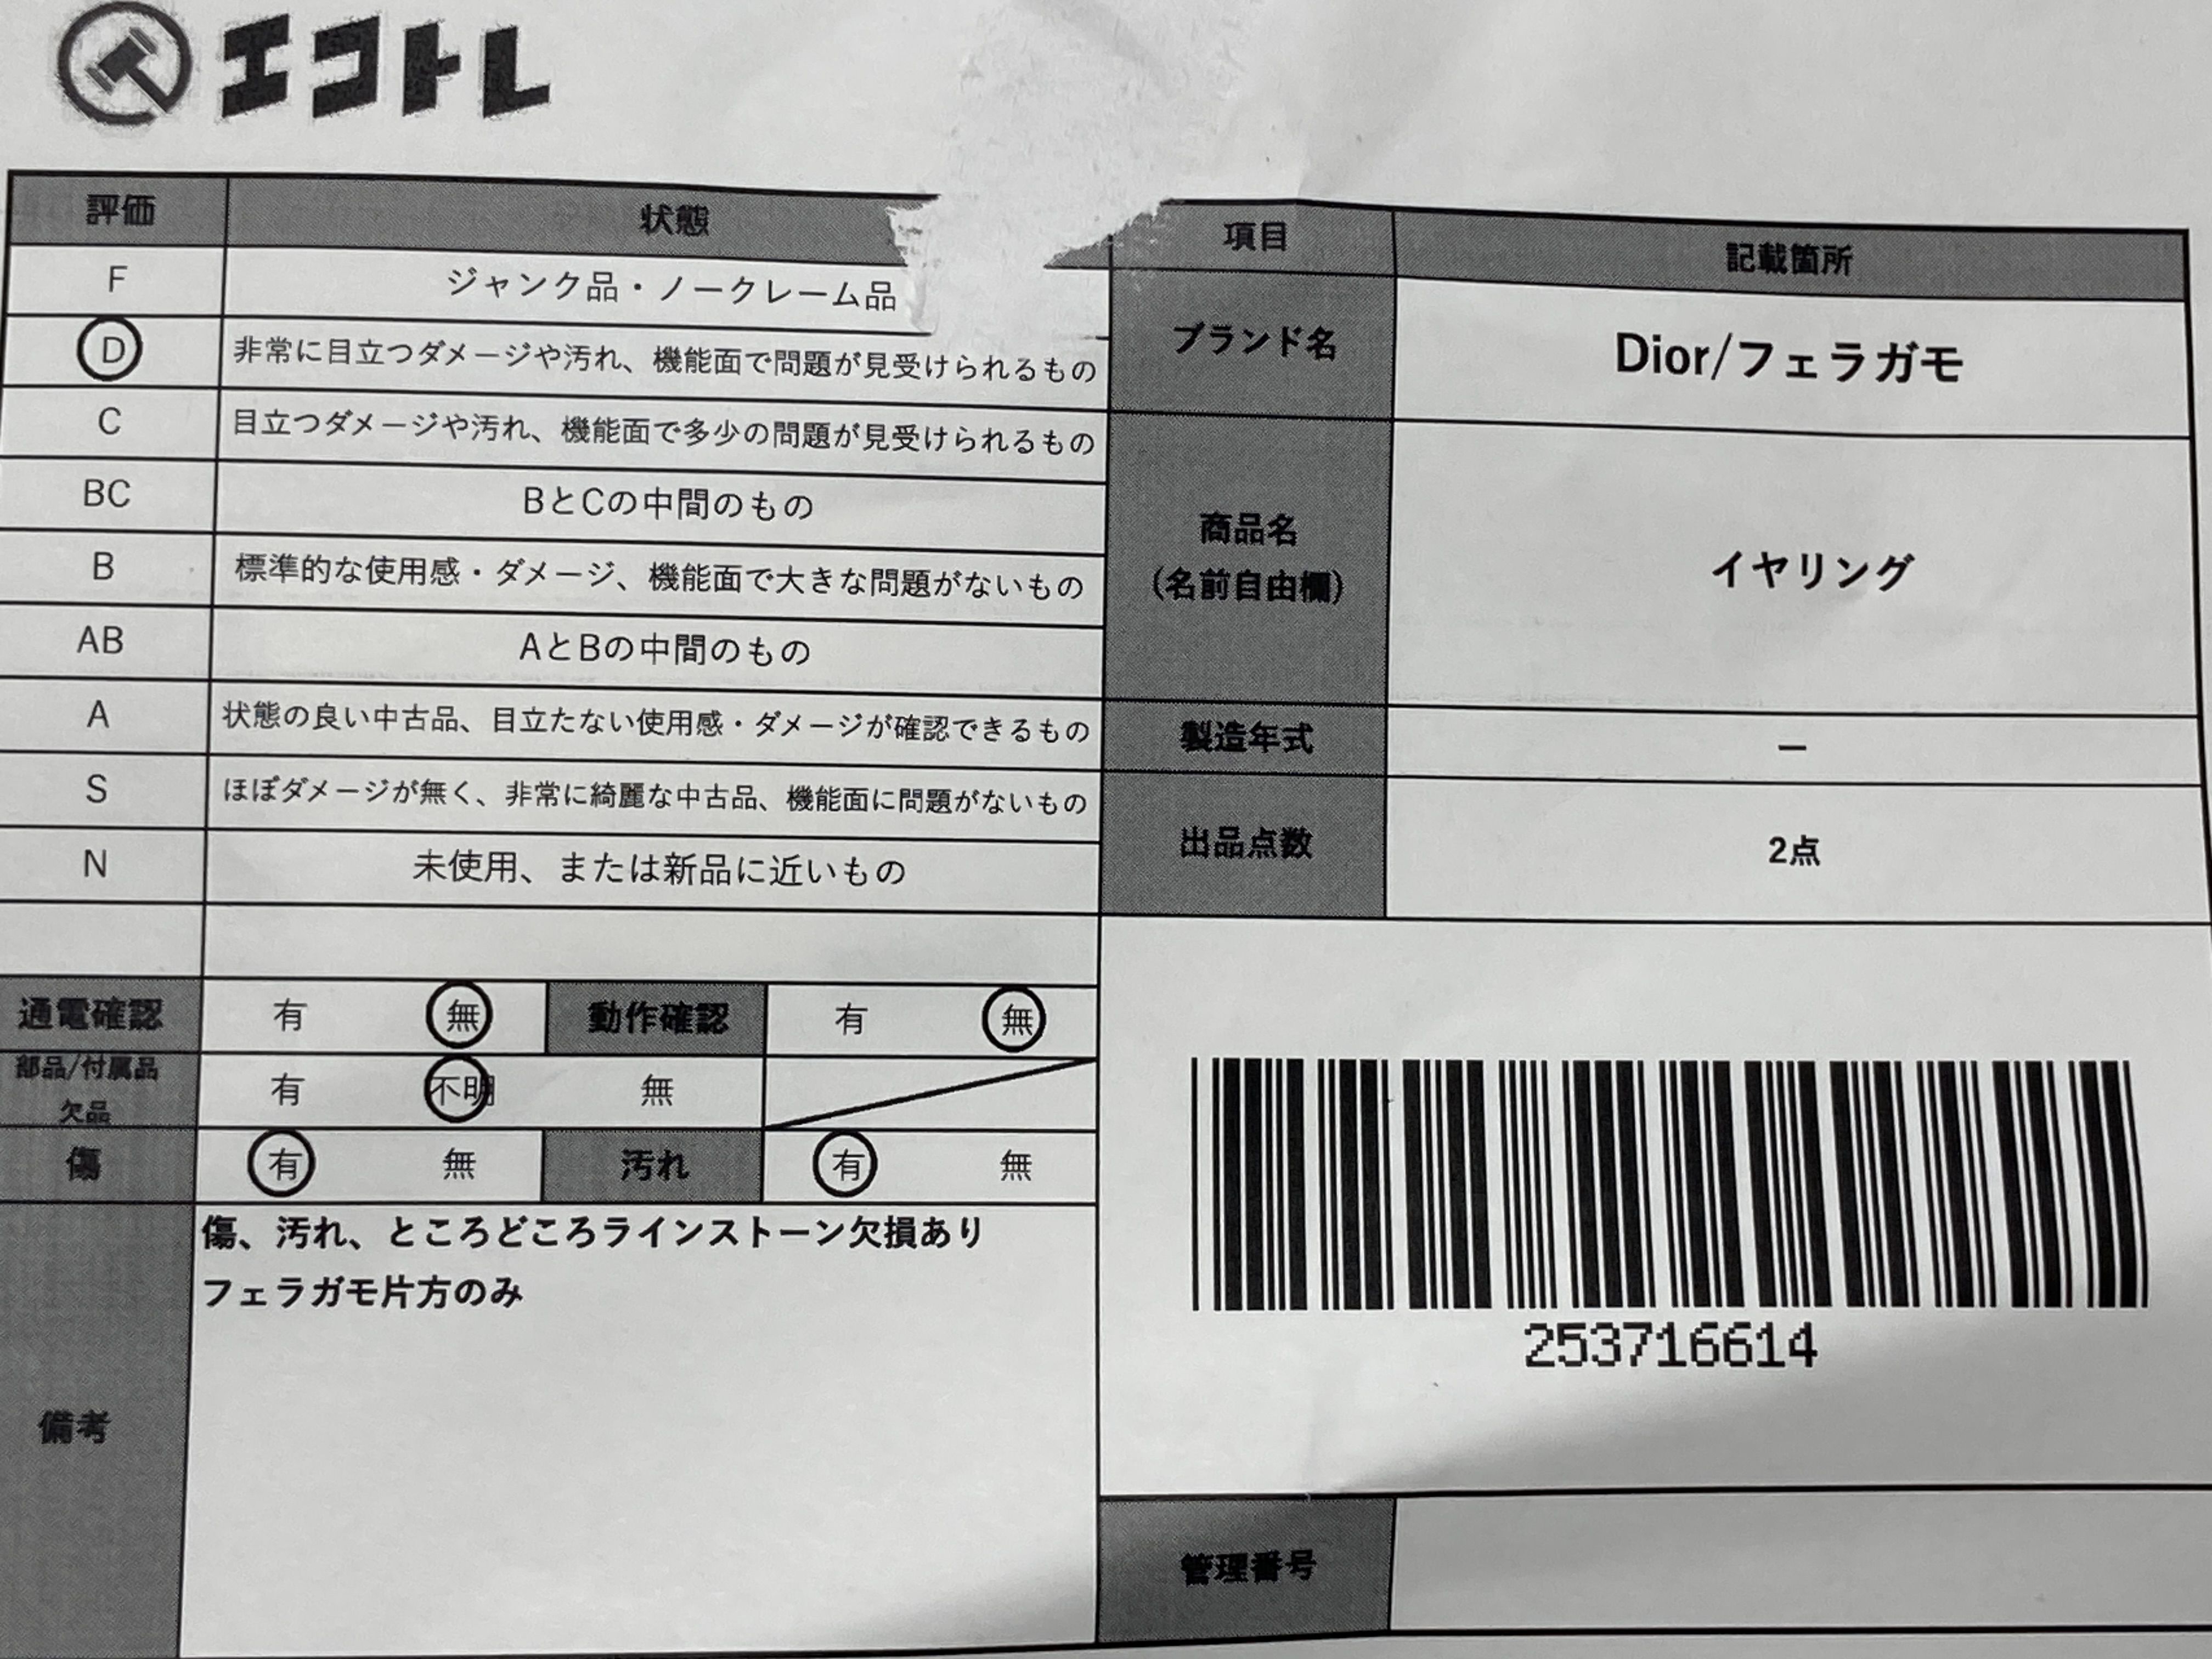 エコトレ
評価 状態
F ジャンク品・ノークレーム品
D 非常に目立つダメージや汚れ、機能面で問題が見受けられるもの
C 目立つダメージや汚れ、機能面で多少の問題が見受けられるもの
BC BとCの中間のもの
B 標準的な使用感・ダメージ、機能面で大きな問題がないもの
AB AとBの中間のもの
A 状態の良い中古品、目立たない使用感・ダメージが確認できるもの
S ほぼダメージが無く、非常に綺麗な中古品、機能面に問題がないもの
N 未使用、または新品に近いもの
通電確認 有 無 動作確認 有 無
部品/付属品
欠品 有 不明 無
傷 有 無 汚れ 有 無
備考
傷、汚れ、ところどころラインストーン欠損あり
フェラガモ片方のみ
項目 記載箇所
ブランド名 Dior/フェラガモ
商品名
(名前自由欄) イヤリング
製造年式 ー
出品点数 2点
253716614
管理番号